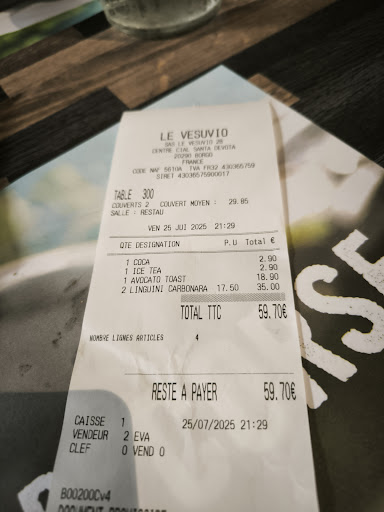 LE VESUVIO
SAS LE VESUVIO 2B
CENTRE CIAL SANTA DEVOTA
20290 BORGO
FRANCE
CODE NAF 5610A TVA FR32 430365759
SIRET 43036575900017
TABLE 300
COUVERTS 2 COUVERT MOYEN : 29.85
SALLE : RESTAU
VEN 25 JUI 2025 21:29
QTE DESIGNATION P.U Total €
1 COCA 2.90
1 ICE TEA 2.90
1 AVOCATO TOAST 18.90
2 LINGUINI CARBONARA 17.50 35.00
TOTAL TTC 59.70€
NOMBRE LIGNES ARTICLES 4
RESTE A PAYER 59.70€
CAISSE 1 25/07/2025 21:29
VENDEUR 2 EVA
CLEF 0 VEND 0
B00200Cv4
DOCUMENT PROVISOIRE